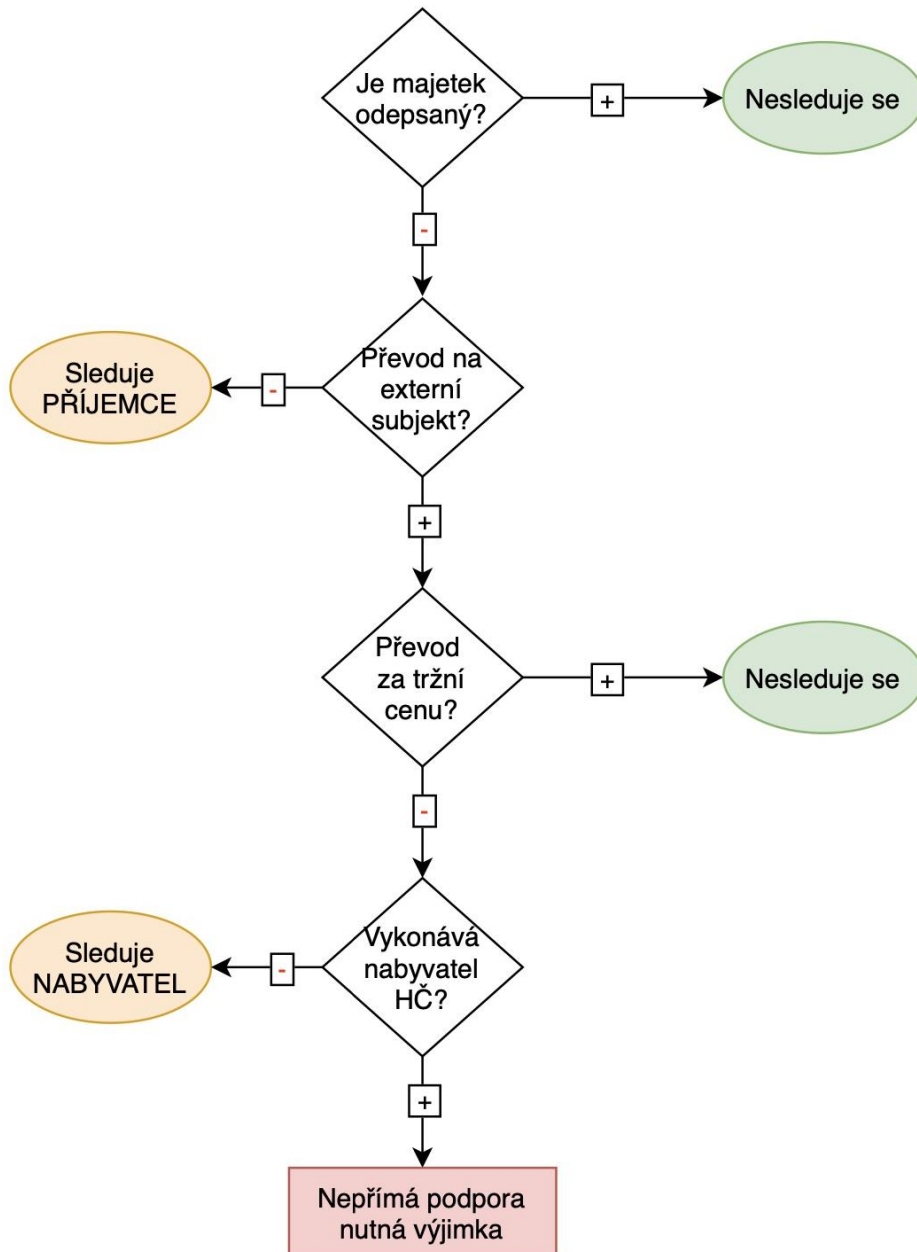 Je majetek
odepsaný?
+
Nesleduje se
-
Převod na
externí
subjekt?
-
Sleduje
PŘÍJEMCE
+
Převod
za tržní
cenu?
+
Nesleduje se
-
Vykonává
nabyvatel
HČ?
-
Sleduje
NABYVATEL
+
Nepřímá podpora
nutná výjimka